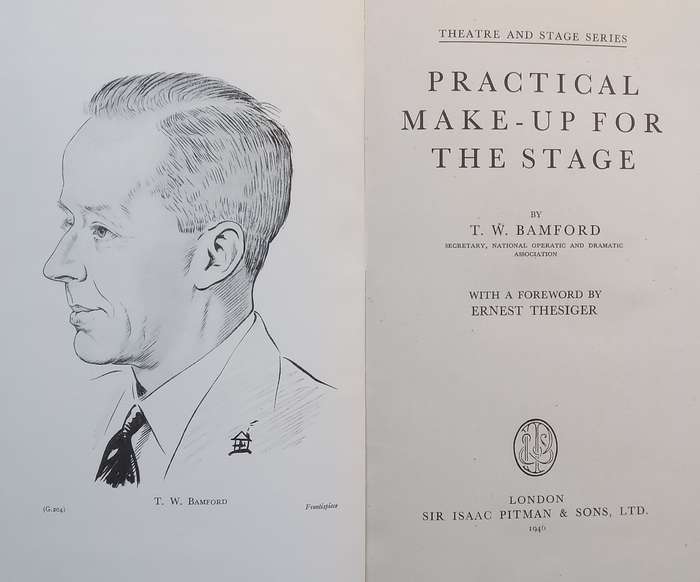 T. W. BAMFORD
(G.204)
Frontispiece
THEATRE AND STAGE SERIES
PRACTICAL
MAKE-UP FOR
THE STAGE
BY
T. W. BAMFORD
SECRETARY, NATIONAL OPERATIC AND DRAMATIC
ASSOCIATION
WITH A FOREWORD BY
ERNEST THESIGER
LONDON
SIR ISAAC PITMAN & SONS, LTD.
1940